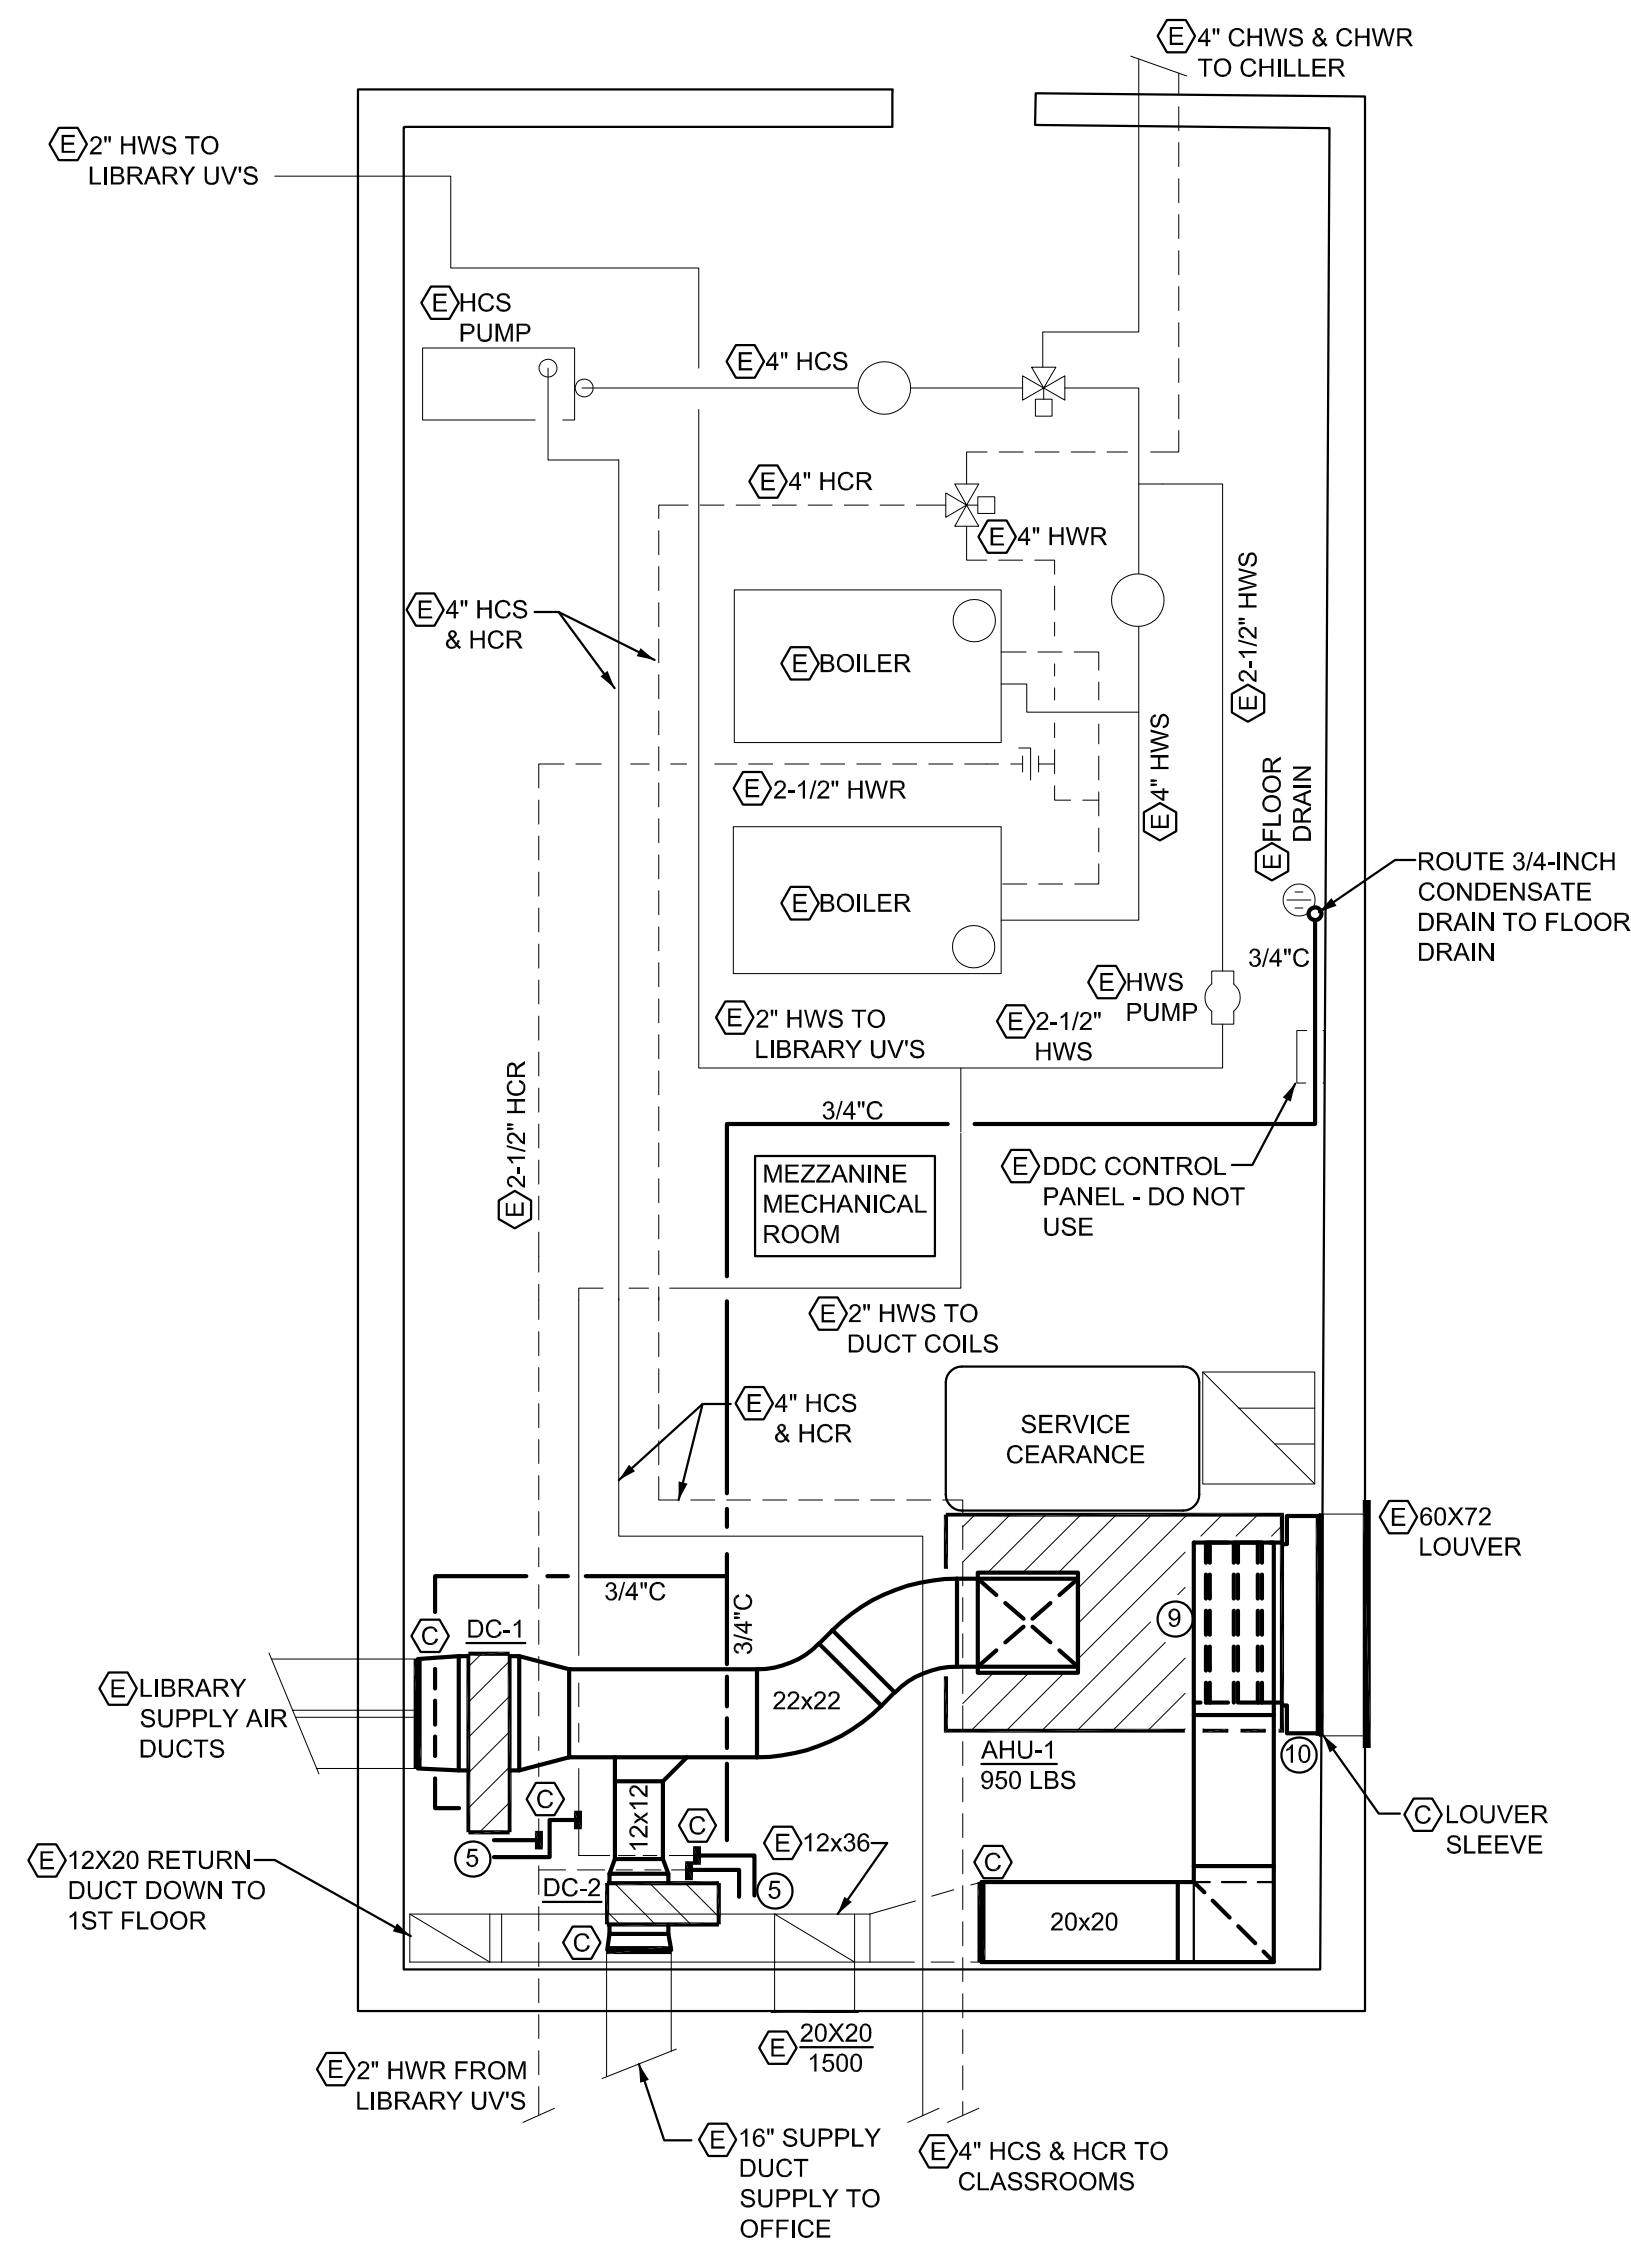 E 4" CHWS & CHWR
TO CHILLER
E 2" HWS TO
LIBRARY UV'S
E HCS
PUMP
E 4" HCS
E 4" HCR
E 4" HWR
E 4" HCS
& HCR
E BOILER
E 2-1/2" HWS
E 4" HWS
E 2-1/2" HWR
E FLOOR
DRAIN
E BOILER
ROUTE 3/4-INCH
CONDENSATE
DRAIN TO FLOOR
DRAIN
3/4"C
E HWS
PUMP
E 2" HWS TO
LIBRARY UV'S
E 2-1/2"
HWS
E 2-1/2" HCR
3/4"C
MEZZANINE
MECHANICAL
ROOM
E DDC CONTROL
PANEL - DO NOT
USE
E 2" HWS TO
DUCT COILS
E 4" HCS
& HCR
SERVICE
CEARANCE
E 60X72
LOUVER
3/4"C
3/4"C
C
DC-1
9
E LIBRARY
SUPPLY AIR
DUCTS
22x22
AHU-1
950 LBS
10
C
12x12
C
C LOUVER
SLEEVE
E 12x36
5
E 12X20 RETURN
DUCT DOWN TO
1ST FLOOR
DC-2
5
C
20x20
C
E 20X20
1500
E 2" HWR FROM
LIBRARY UV'S
E 16" SUPPLY
DUCT
SUPPLY TO
OFFICE
E 4" HCS & HCR TO
CLASSROOMS